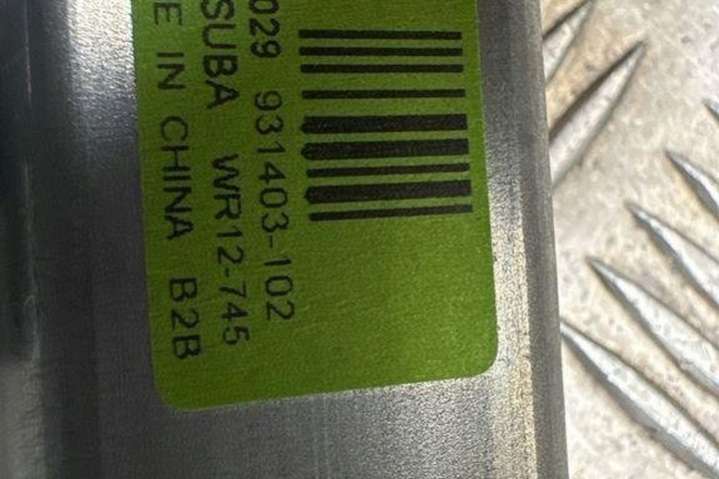 029 931403-102
SUBA WR12-745
E IN CHINA B2B